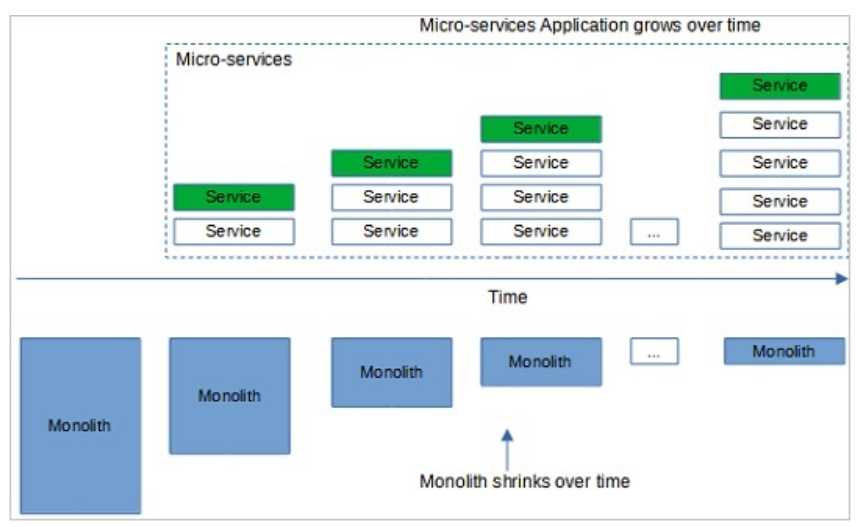 Micro-services Application grows over time
Micro-services
Service
Service
Service
Service
Service
Service
Service
Service
Service
Service
Service
Service
Service
Service
...
Time
Monolith
Monolith
Monolith
Monolith
...
Monolith
Monolith shrinks over time